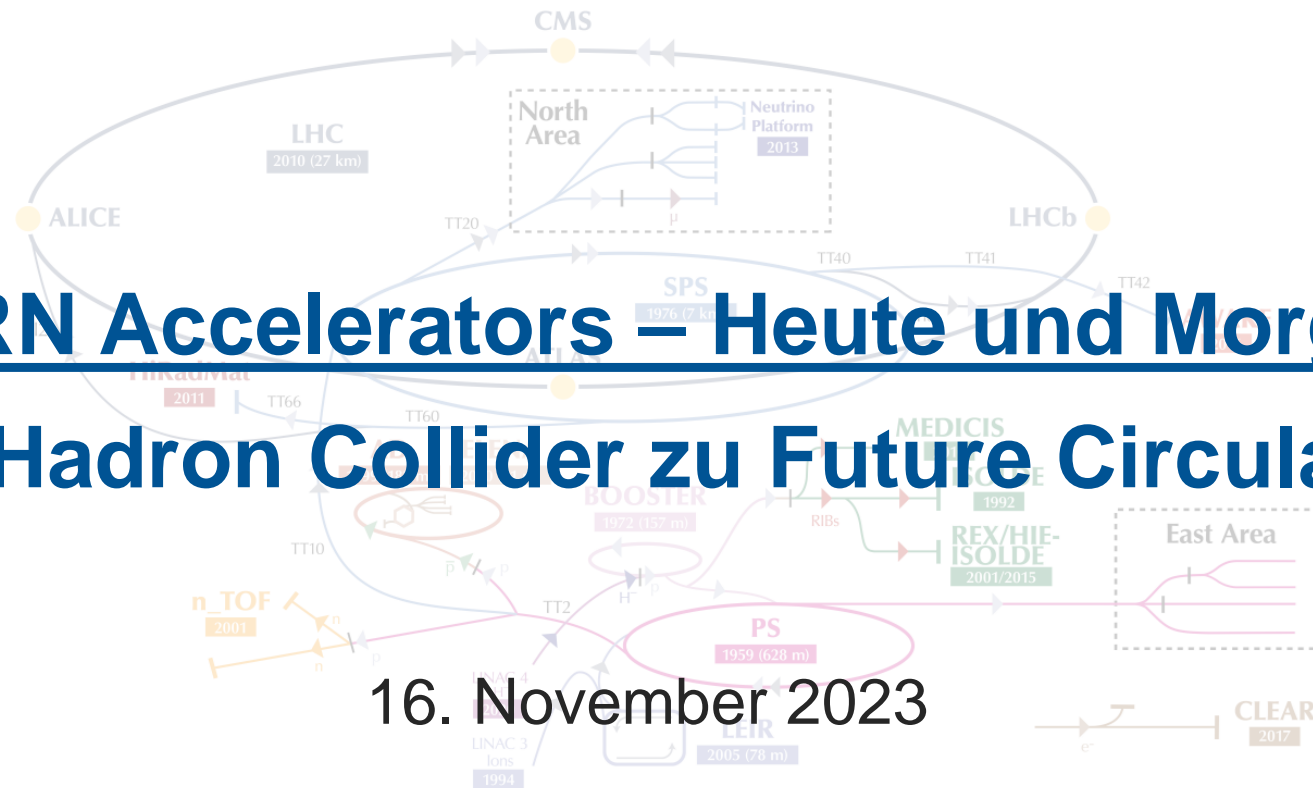 CMS
North
Area
Neutrino
Platform
2013
LHC
2010 (27 km)
ALICE
LHCb
TT20
μ
TT40
TT41
TT42
SPS
1976 (7 km)
RN Accelerators – Heute und Morg
ATLAS
HiRadMat
2011
TT66
TT60
Hadron Collider zu Future Circula
MEDICIS
ISOLDE
1992
BOOSTER
1972 (157 m)
RIBs
REX/HIE-
ISOLDE
2001/2015
East Area
TT10
p̅
p
H⁻
p
n_TOF
2001
n
n
p
TT2
PS
1959 (628 m)
LINAC 4
16. November 2023
LEIR
2005 (78 m)
LINAC 3
Ions
1994
CLEAR
2017
e⁻